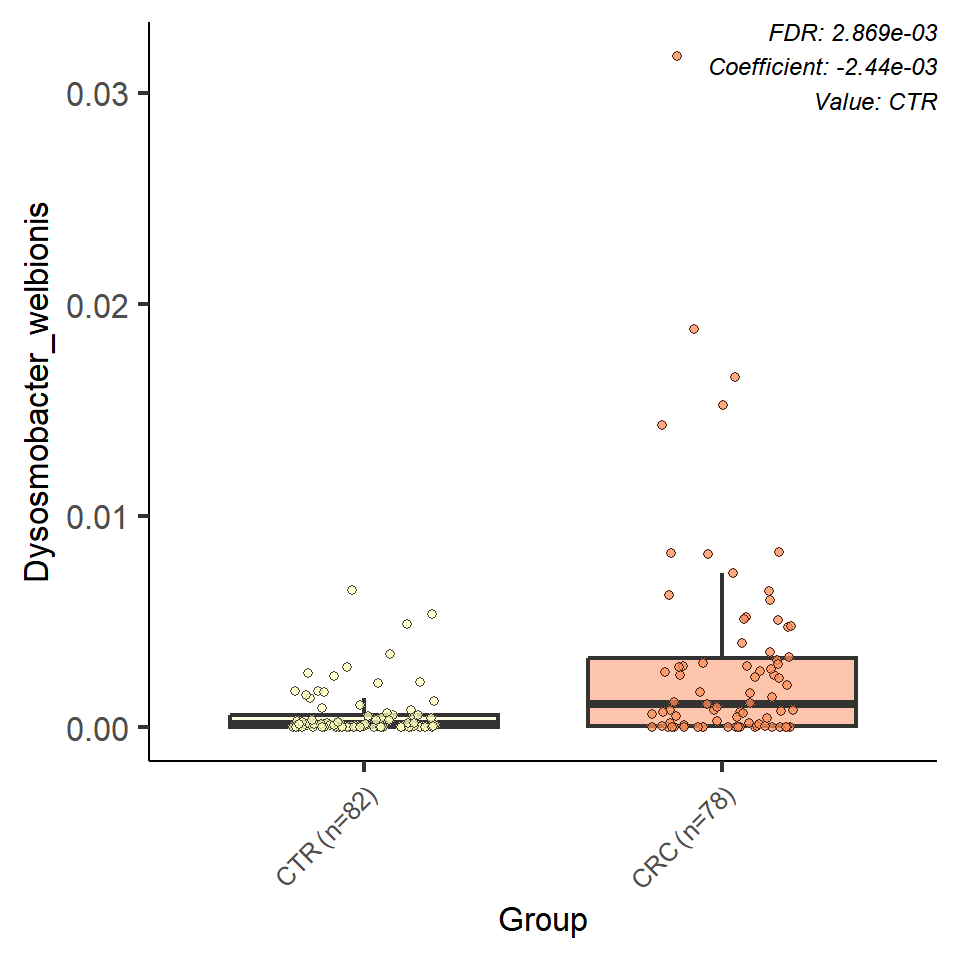 FDR: 2.869e-03
Coefficient: -2.44e-03
Value: CTR
0.03
0.02
0.01
0.00
Dysosmobacter_welbionis
CTR (n=82)
CRC (n=78)
Group